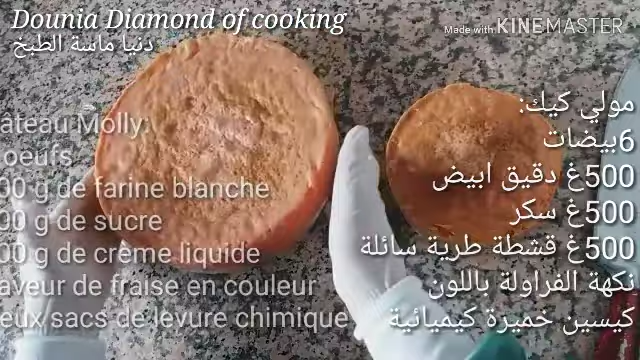 Dounia Diamond of cooking
دنيا ماسة الطبخ
Made with KINEMASTER
ateau Molly:
oeufs
00 g de farine blanche
00 g de sucre
00 g de crème liquide
aveur de fraise en couleur
eux sacs de levure chimique
مولي كيك:
6بيضات
500غ دقيق ابيض
500غ سكر
500غ قشطة طرية سائلة
نكهة الفراولة باللون
كيسين خميرة كيميائية